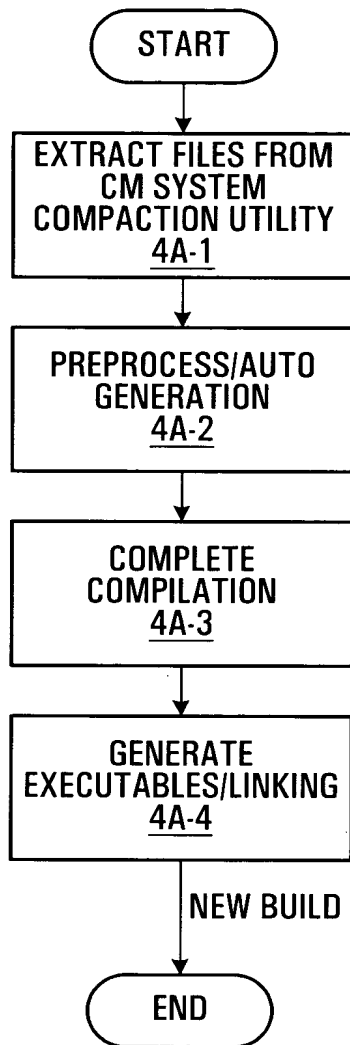 START
EXTRACT FILES FROM
CM SYSTEM
COMPACTION UTILITY
4A-1
PREPROCESS/AUTO
GENERATION
4A-2
COMPLETE
COMPILATION
4A-3
GENERATE
EXECUTABLES/LINKING
4A-4
NEW BUILD
END